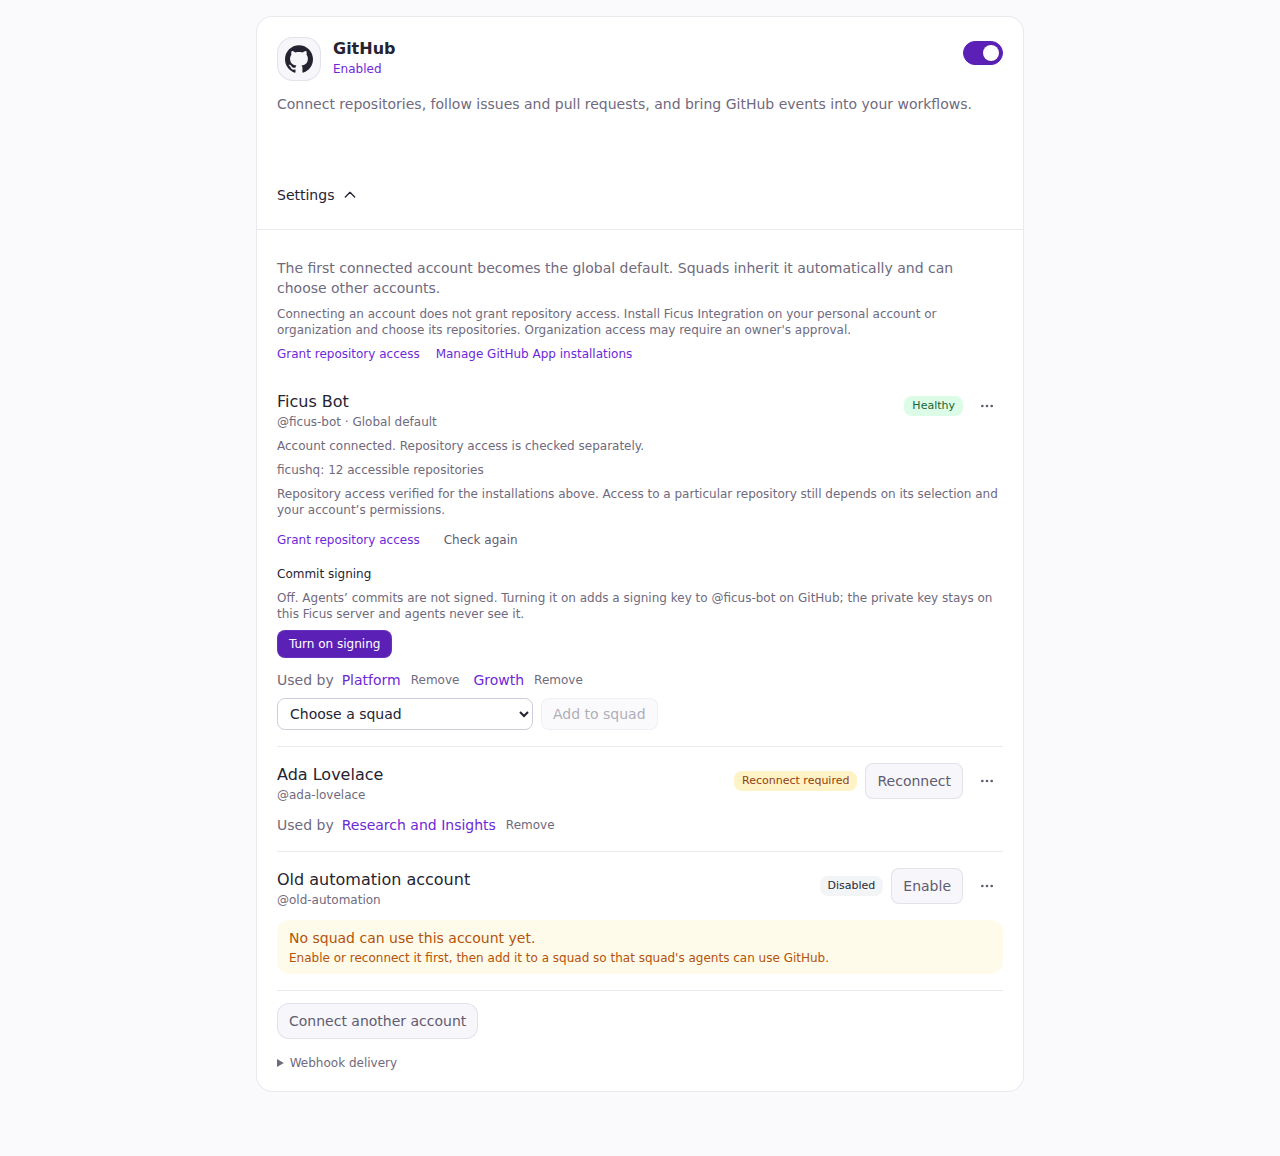 GitHub
Enabled
Connect repositories, follow issues and pull requests, and bring GitHub events into your workflows.
Settings
The first connected account becomes the global default. Squads inherit it automatically and can
choose other accounts.
Connecting an account does not grant repository access. Install Ficus Integration on your personal account or
organization and choose its repositories. Organization access may require an owner's approval.
Grant repository access Manage GitHub App installations
Ficus Bot
Healthy
@ficus-bot · Global default
Account connected. Repository access is checked separately.
ficushq: 12 accessible repositories
Repository access verified for the installations above. Access to a particular repository still depends on its selection and
your account’s permissions.
Grant repository access Check again
Commit signing
Off. Agents’ commits are not signed. Turning it on adds a signing key to @ficus-bot on GitHub; the private key stays on
this Ficus server and agents never see it.
Turn on signing
Used by Platform Remove Growth Remove
Choose a squad Add to squad
Ada Lovelace
Reconnect required Reconnect
@ada-lovelace
Used by Research and Insights Remove
Old automation account
Disabled Enable
@old-automation
No squad can use this account yet.
Enable or reconnect it first, then add it to a squad so that squad's agents can use GitHub.
Connect another account
Webhook delivery